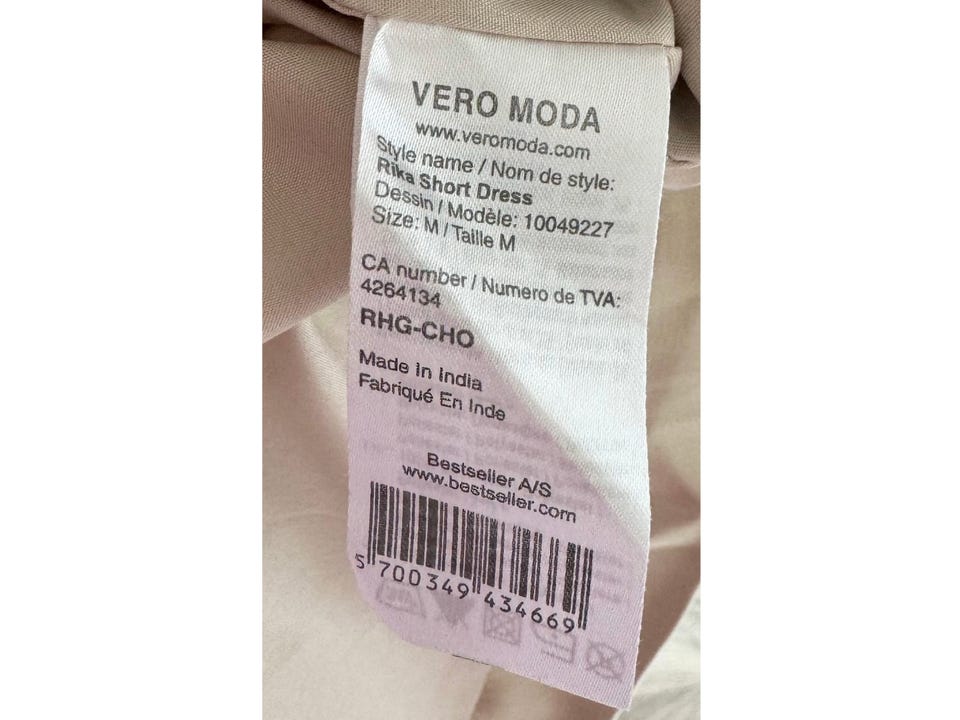 VERO MODA
www.veromoda.com
Style name / Nom de style:
Rika Short Dress
Dessin / Modèle: 10049227
Size: M / Taille M
CA number / Numero de TVA:
4264134
RHG-CHO
Made In India
Fabriqué En Inde
Bestseller A/S
www.bestseller.com
5 700349 434669